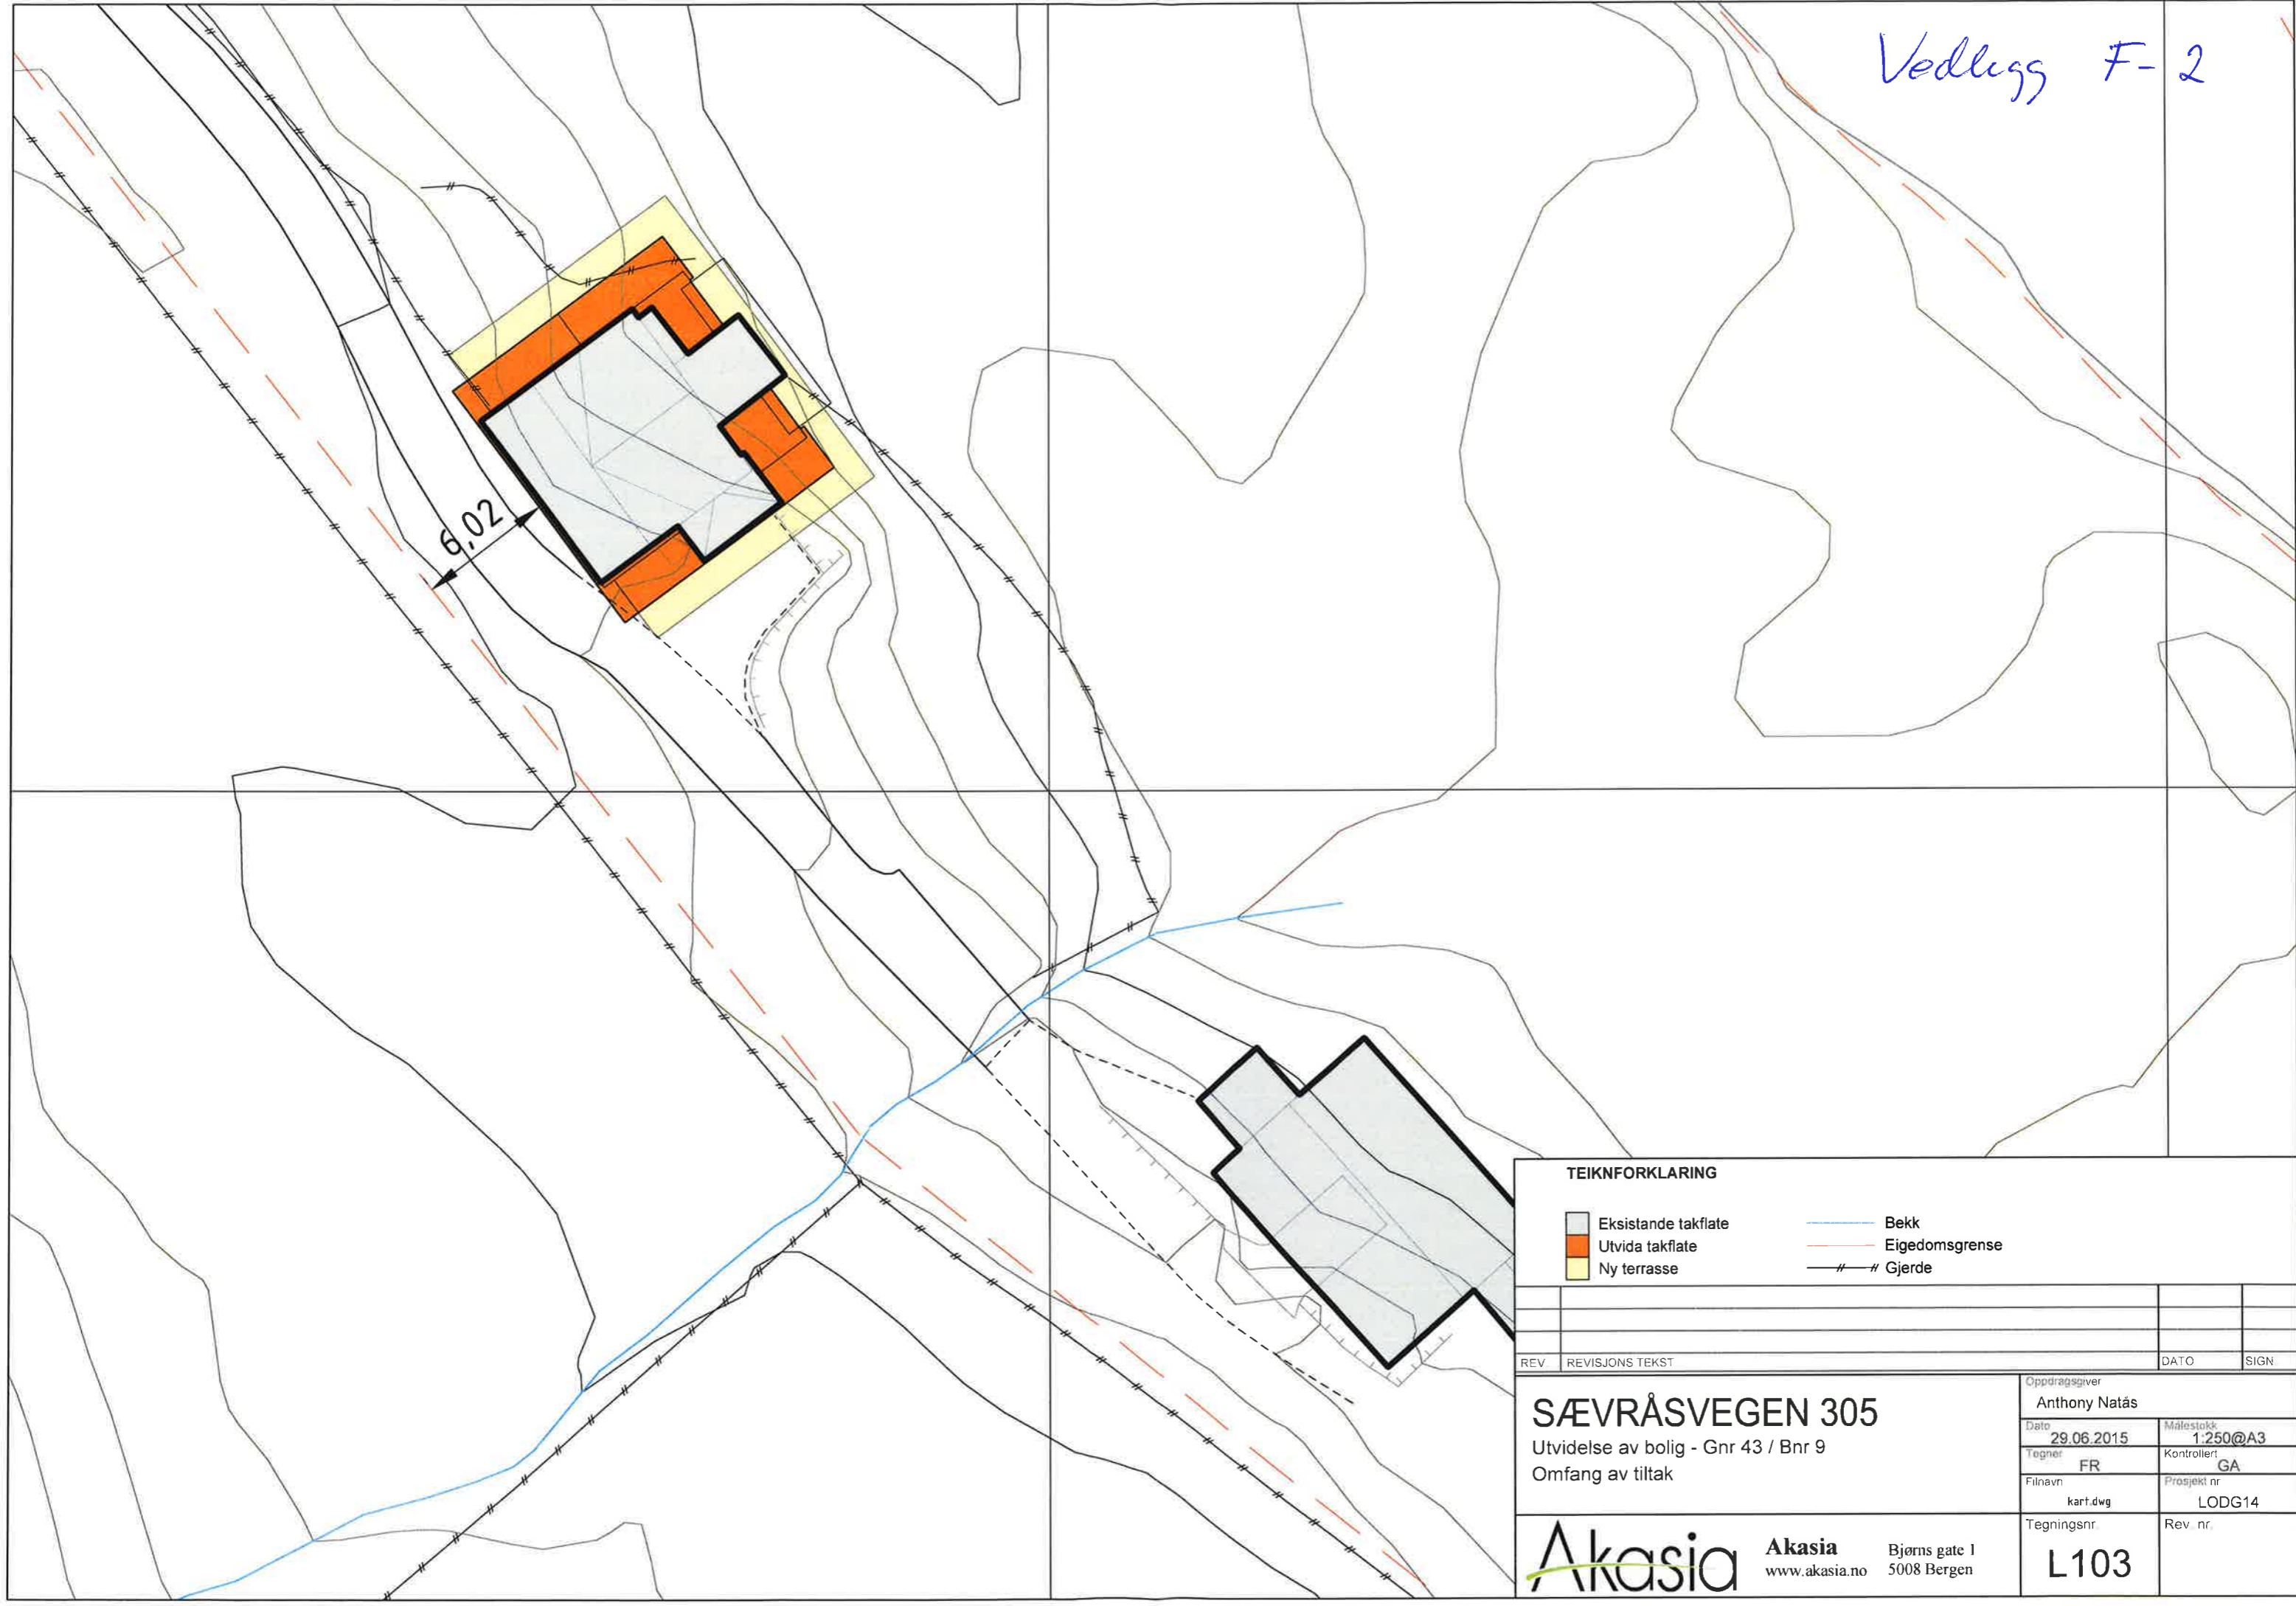 Vedlegg F-2
6,02
TEIKNFORKLARING
Eksistande takflate
Utvida takflate
Ny terrasse
Bekk
Eigedomsgrense
Gjerde
REV. REVISJONS TEKST DATO SIGN
SÆVRÅSVEGEN 305
Utvidelse av bolig - Gnr 43 / Bnr 9
Omfang av tiltak
Oppdragsgiver
Anthony Natås
Dato
29.06.2015
Målestokk
1:250@A3
Tegner
FR
Kontrollert
GA
Filnavn
kart.dwg
Prosjekt nr
LODG14
Akasia
Akasia
www.akasia.no
Bjørns gate 1
5008 Bergen
Tegningsnr.
L103
Rev. nr.